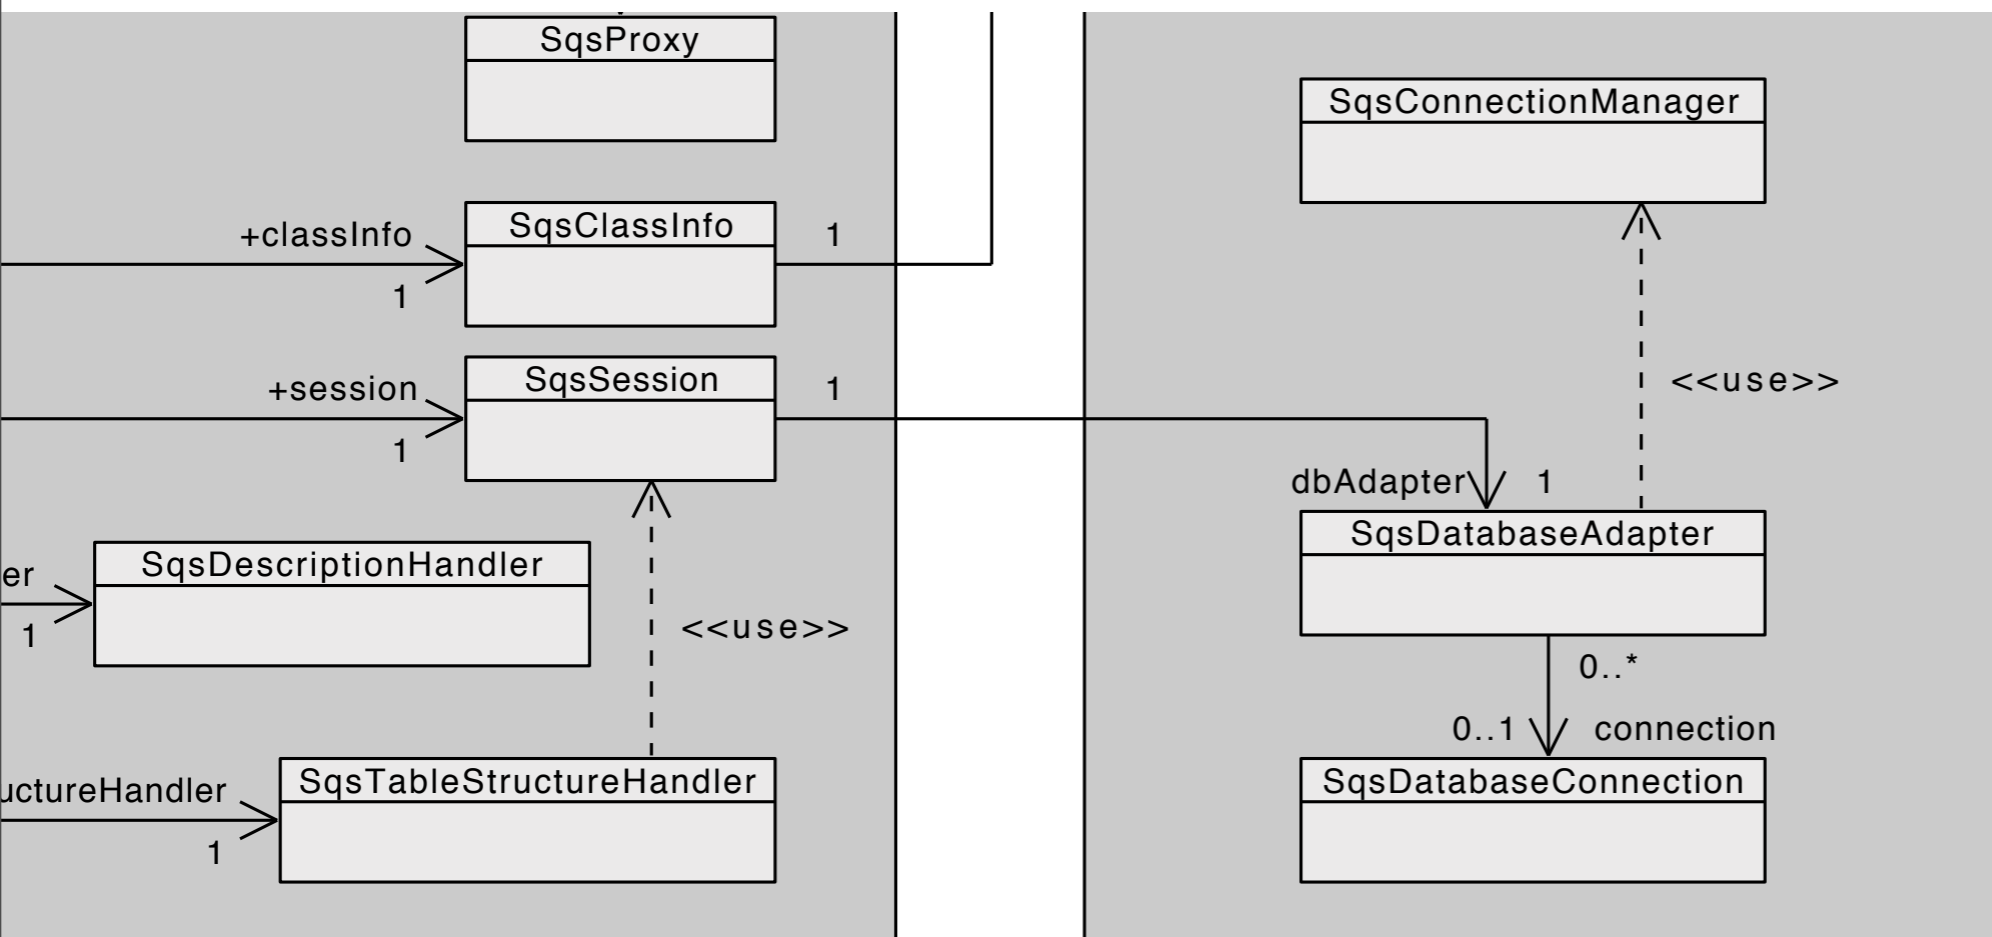 SqsProxy
SqsConnectionManager
+classInfo
SqsClassInfo
1
1
+session
SqsSession
1
<<use>>
1
dbAdapter
1
SqsDatabaseAdapter
er
SqsDescriptionHandler
1
<<use>>
0..*
0..1
connection
uctureHandler
SqsTableStructureHandler
SqsDatabaseConnection
1